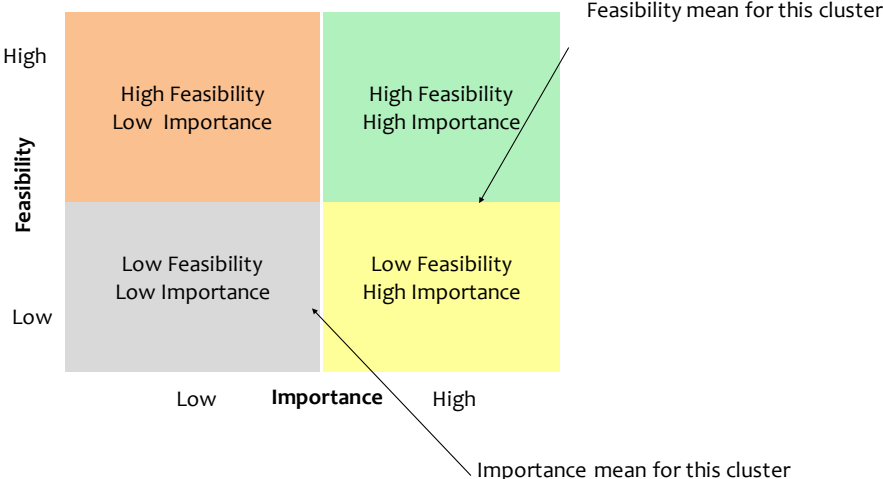 Feasibility mean for this cluster
High
High Feasibility
Low Importance
High Feasibility
High Importance
Feasibility
Low Feasibility
Low Importance
Low Feasibility
High Importance
Low
Low
Importance
High
Importance mean for this cluster